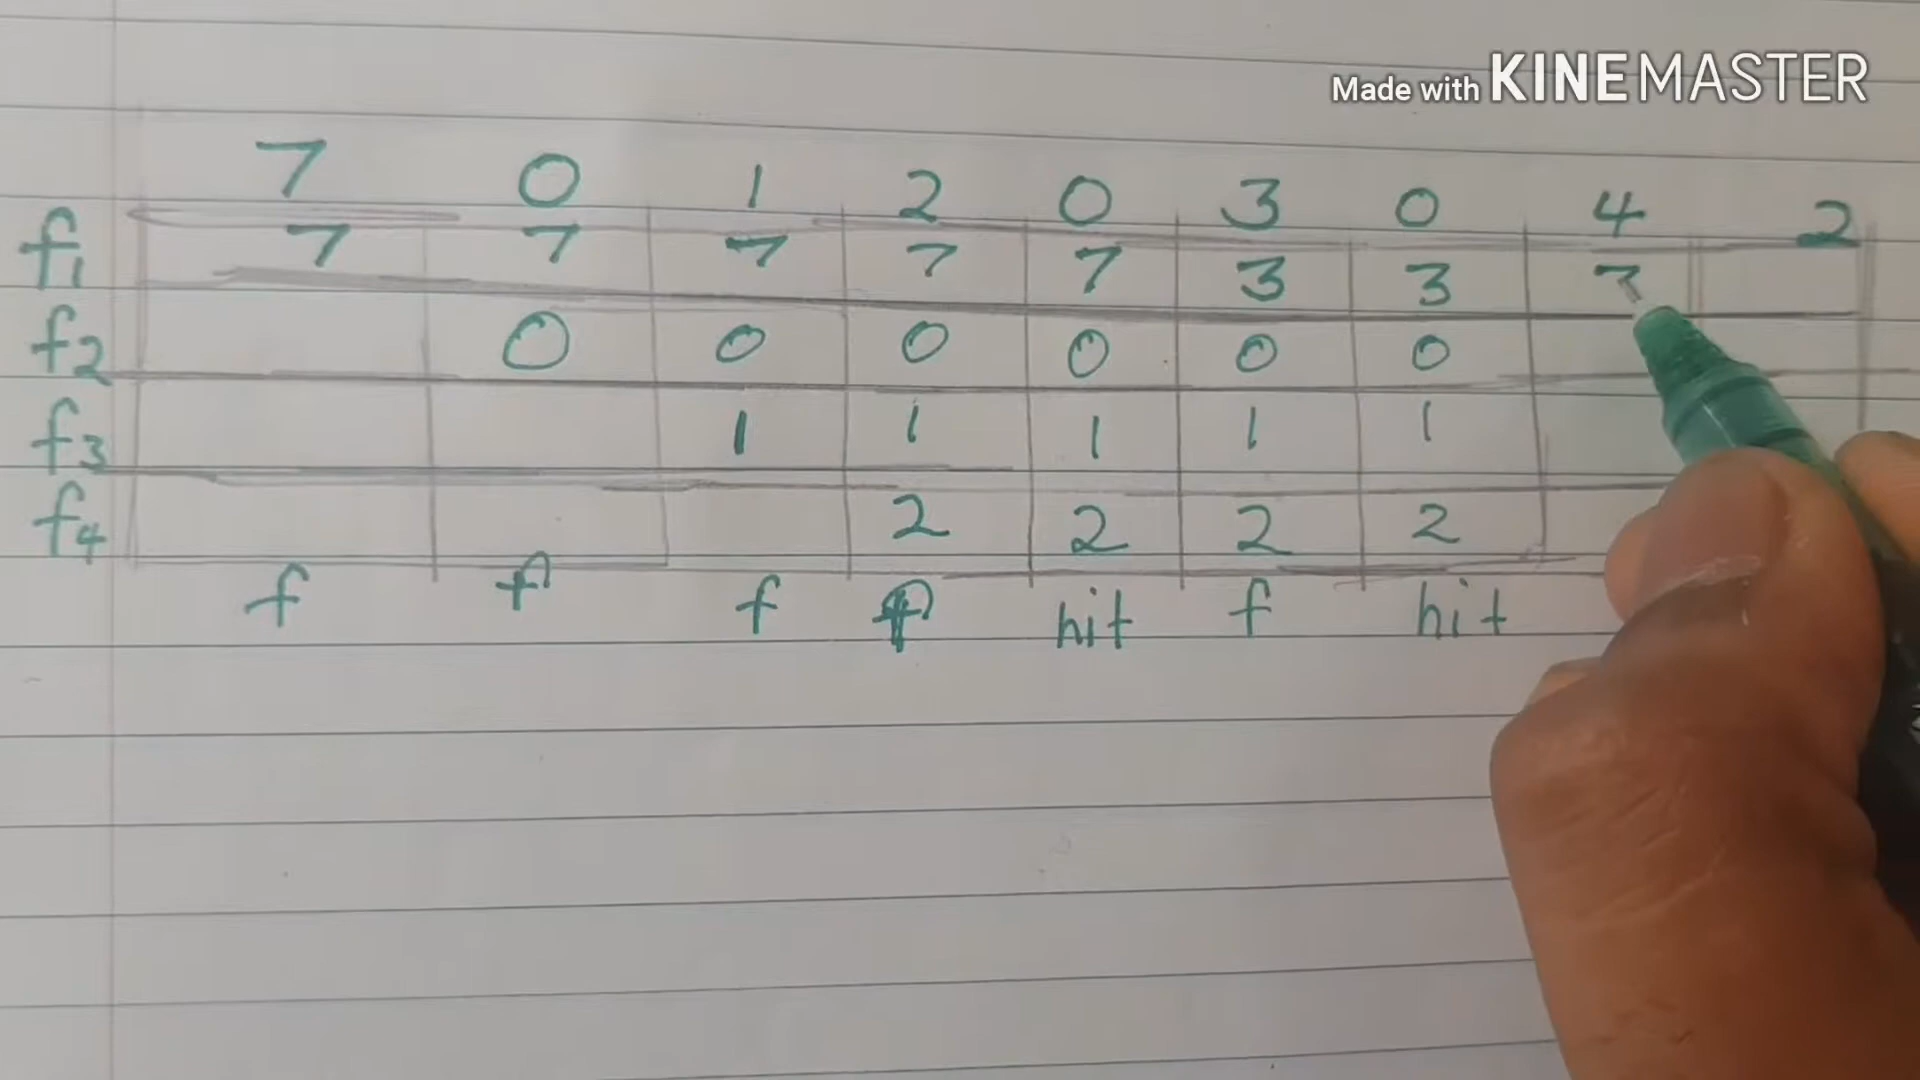 Made with KINEMASTER
7 0 1 2 0 3 0 4 2
f1 7 7 7 7 7 3 3 3
f2 0 0 0 0 0 0
f3 1 1 1 1 1
f4 2 2 2 2
f f f f hit f hit